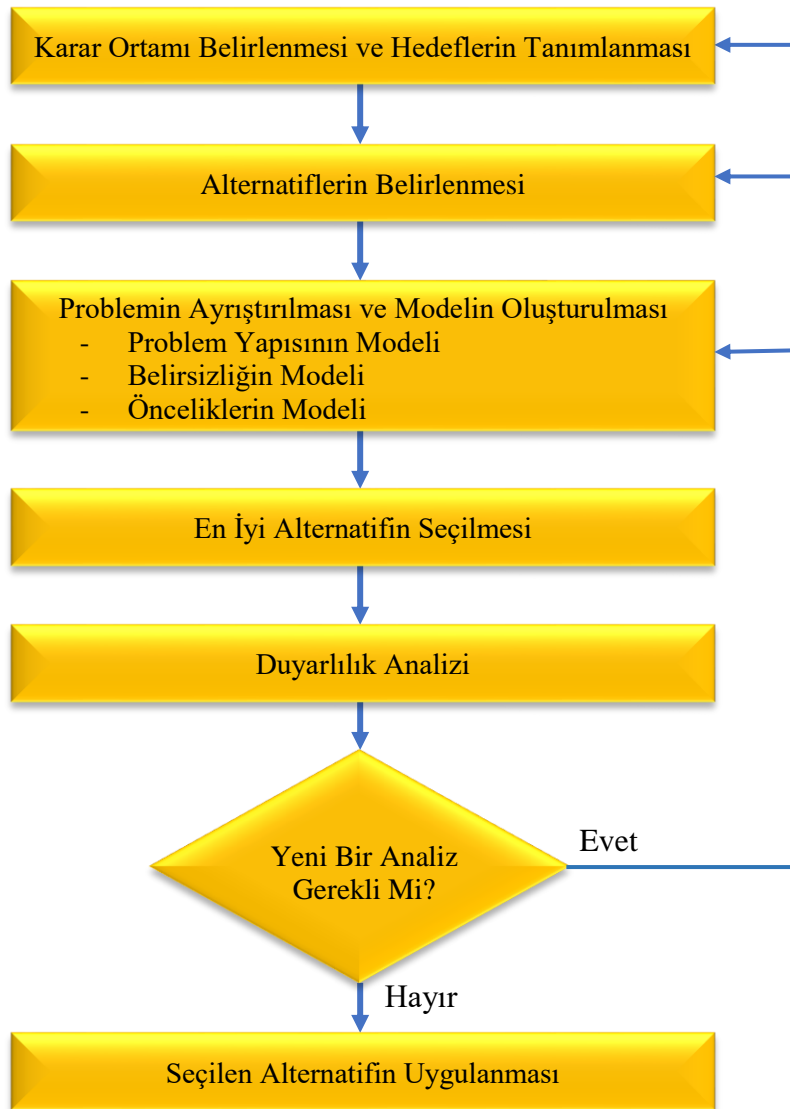 Karar Ortamı Belirlenmesi ve Hedeflerin Tanımlanması
Alternatiflerin Belirlenmesi
Problemin Ayrıştırılması ve Modelin Oluşturulması
- Problem Yapısının Modeli
- Belirsizliğin Modeli
- Önceliklerin Modeli
En İyi Alternatifin Seçilmesi
Duyarlılık Analizi
Yeni Bir Analiz
Gerekli Mi?
Evet
Hayır
Seçilen Alternatifin Uygulanması